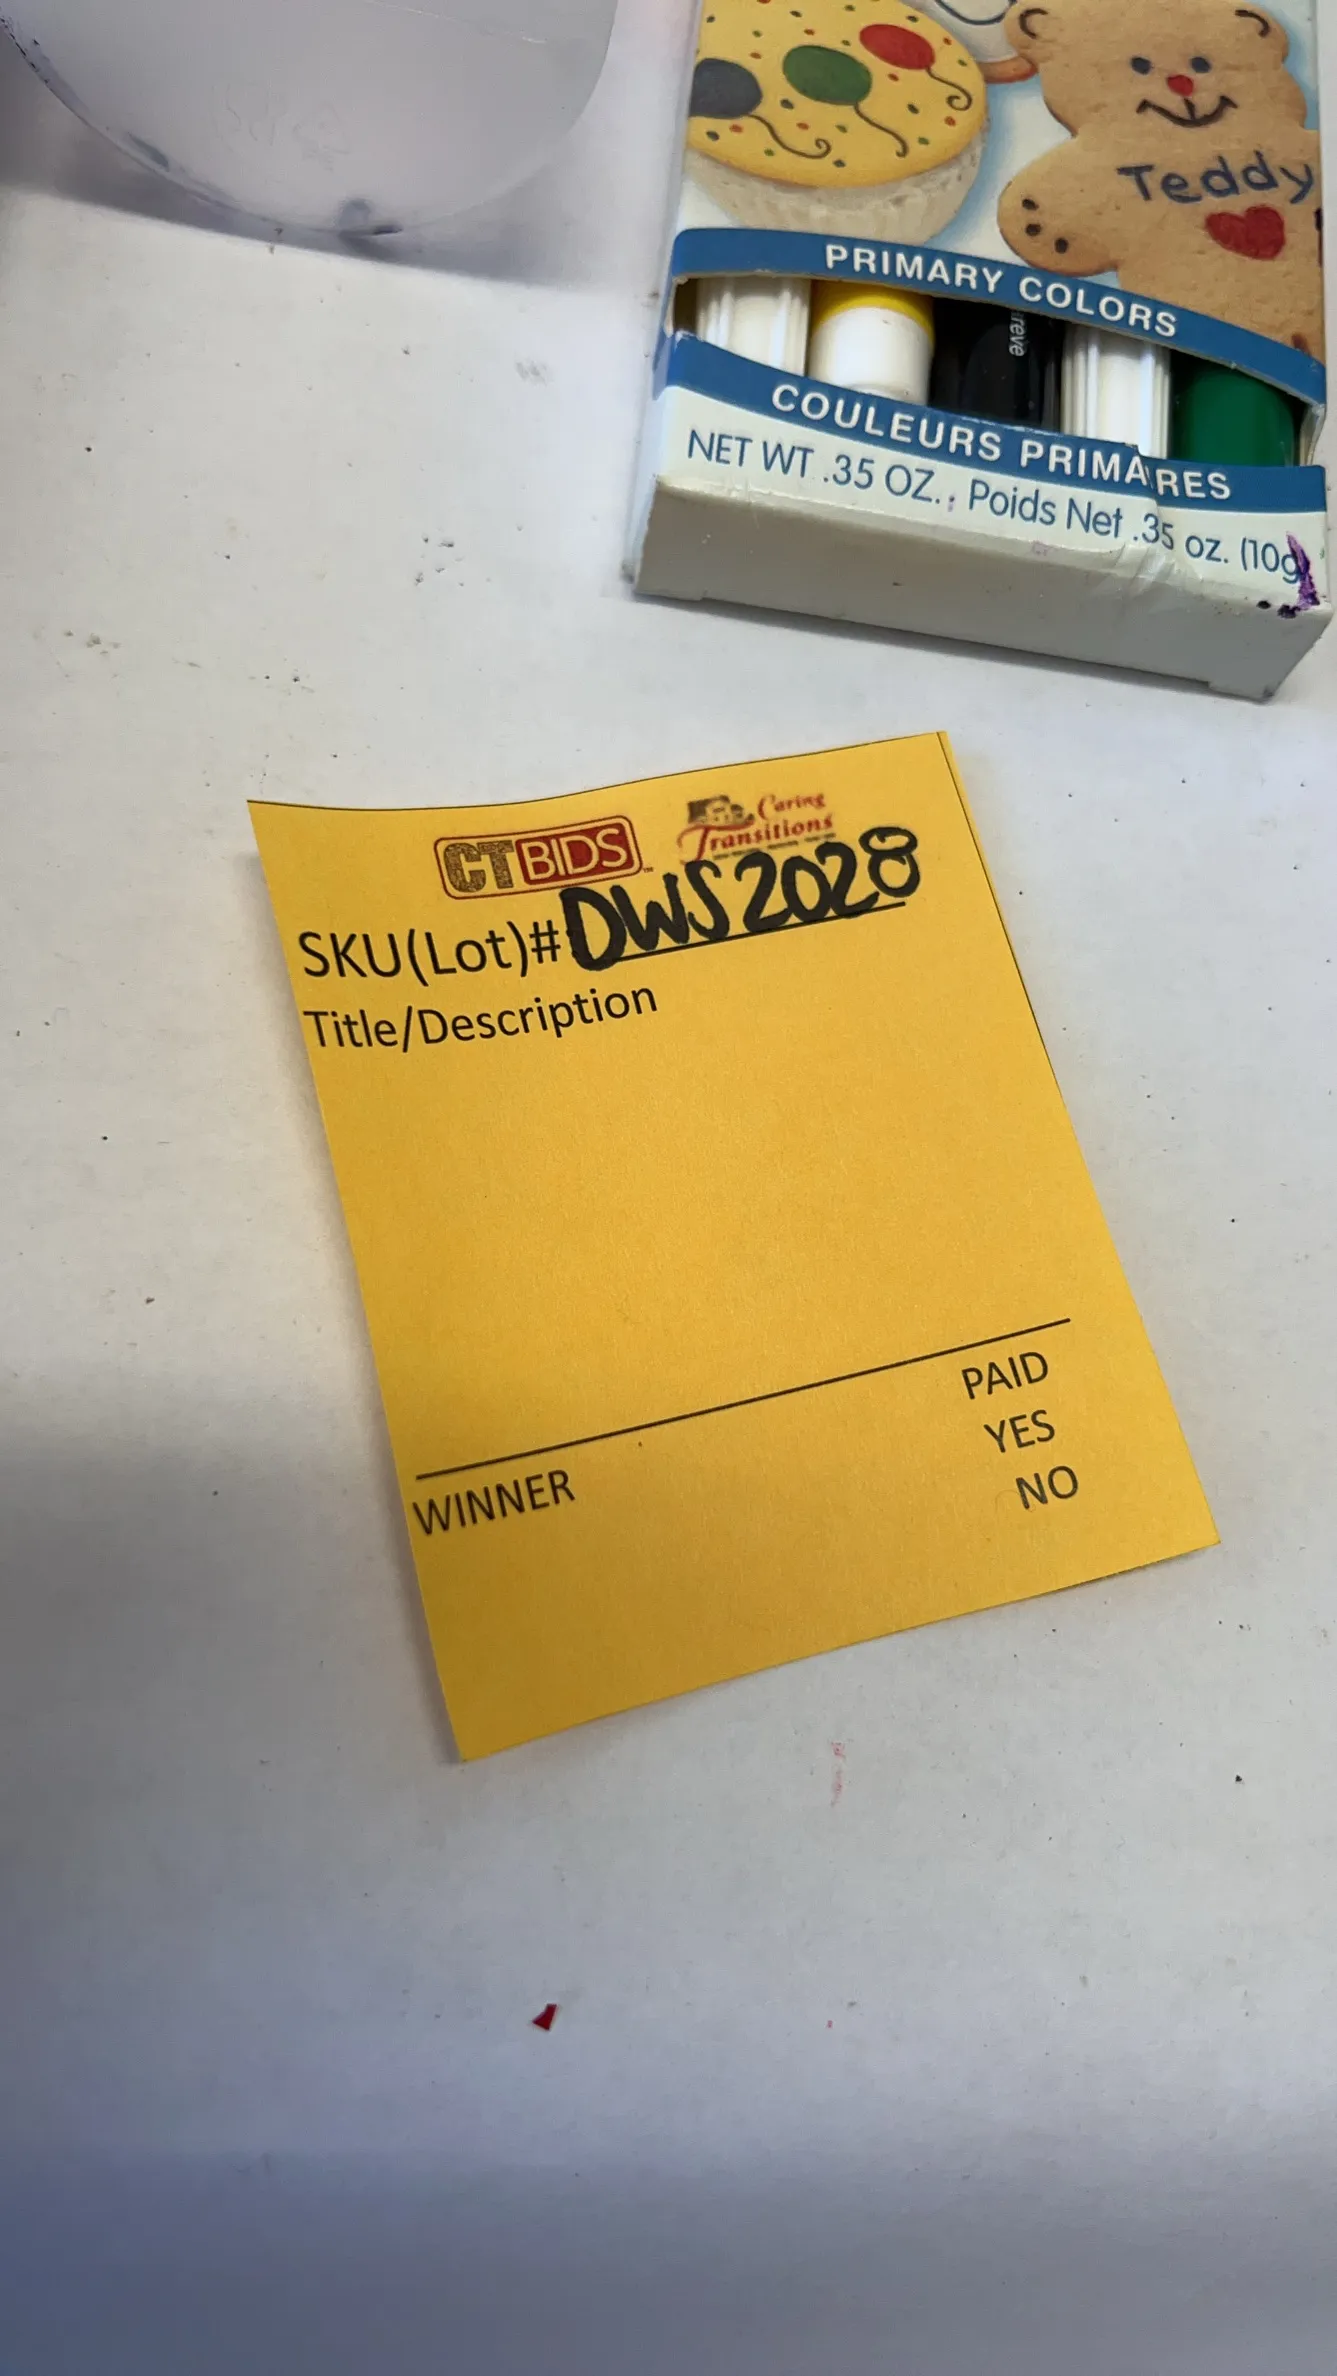 Teddy
PRIMARY COLORS
COULEURS PRIMAIRES
NET WT .35 OZ. Poids Net .35 oz. (10g)
CTBIDS™
Caring
Transitions
SKU(Lot)# DWS2028
Title/Description
PAID
YES
WINNER
NO